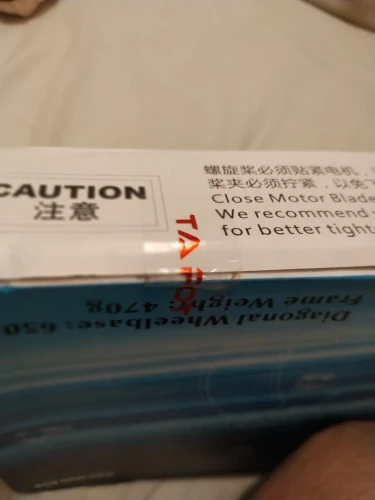 CAUTION
注意
螺旋桨必须贴紧电机，
桨夹必须拧紧，以免
Close Motor Blade
We recommend
for better tight
TAROT
Diagonal Wheelbase: 650
Frame Weight: 470g